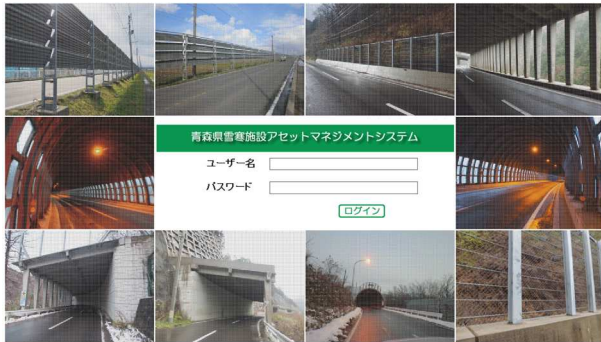 青森県雪寒施設アセットマネジメントシステム
ユーザー名
パスワード
ログイン